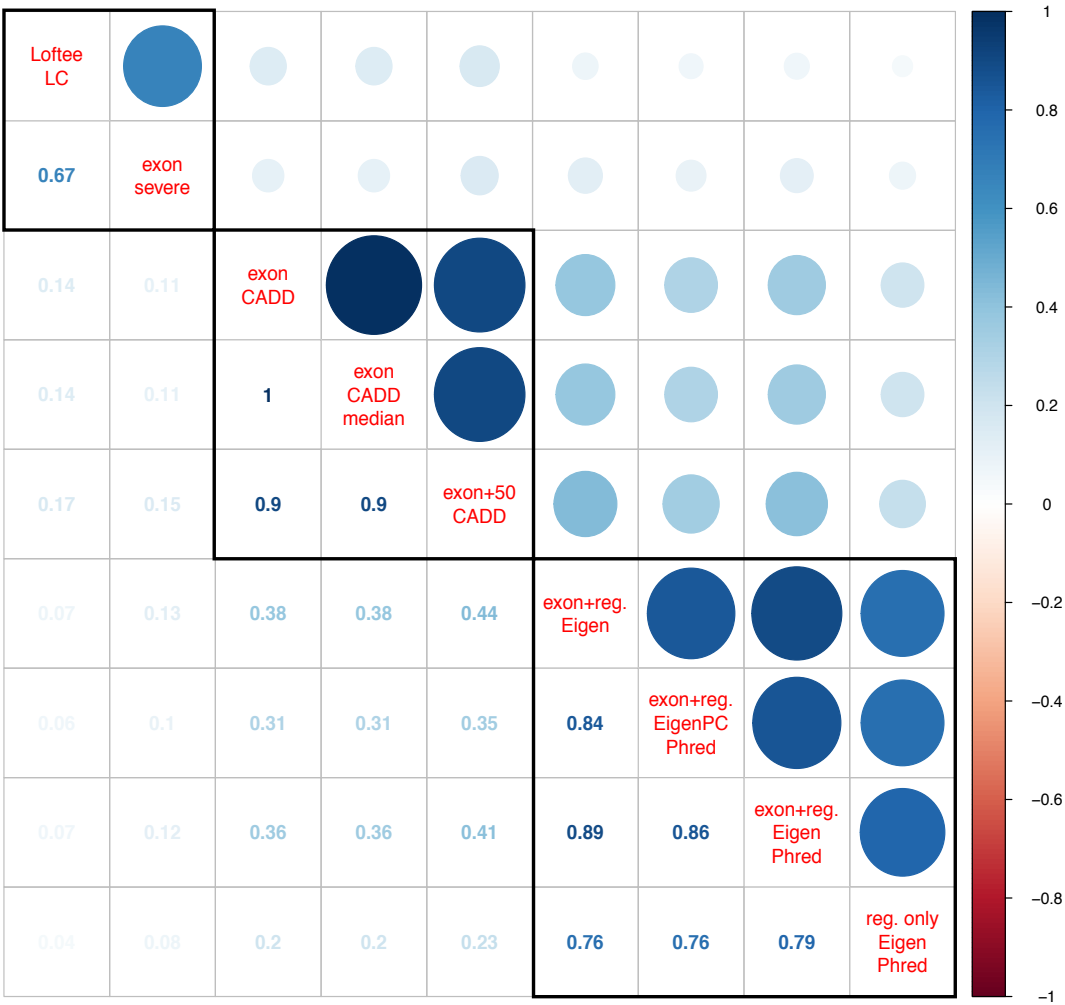 Loftee
LC
0.67
exon
severe
0.14
0.11
exon
CADD
0.14
0.11
1
exon
CADD
median
0.17
0.15
0.9
0.9
exon+50
CADD
0.07
0.13
0.38
0.38
0.44
exon+reg.
Eigen
0.06
0.1
0.31
0.31
0.35
0.84
exon+reg.
EigenPC
Phred
0.07
0.12
0.36
0.36
0.41
0.89
0.86
exon+reg.
Eigen
Phred
0.04
0.08
0.2
0.2
0.23
0.76
0.76
0.79
reg. only
Eigen
Phred
1
0.8
0.6
0.4
0.2
0
−0.2
−0.4
−0.6
−0.8
−1